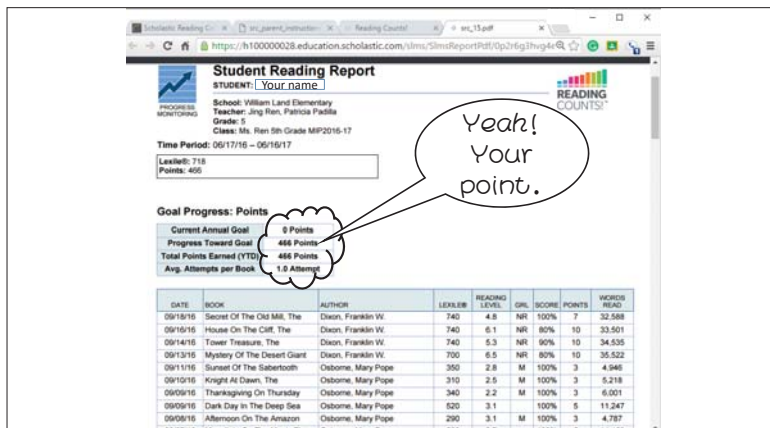 Scholastic Reading Co
src_parent_instruction
Reading Counts!
src_15.pdf
https://h100000028.education.scholastic.com/slms/SlmsReportPdf/0p2r6g3hvg4r
Student Reading Report
STUDENT: Your name
PROGRESS
MONITORING
READING
COUNTS!
School: William Land Elementary
Teacher: Jing Ren, Patricia Padilla
Grade: 5
Class: Ms. Ren 5th Grade MIP2016-17
Time Period: 06/17/16 – 06/16/17
Lexile®: 718
Points: 466
Yeah!
Your
point.
Goal Progress: Points
Current Annual Goal 0 Points
Progress Toward Goal 466 Points
Total Points Earned (YTD) 466 Points
Avg. Attempts per Book 1.0 Attempt
DATE BOOK AUTHOR LEXILE® READING LEVEL GRL SCORE POINTS WORDS READ
09/18/16 Secret Of The Old Mill, The Dixon, Franklin W. 740 4.8 NR 100% 7 32,588
09/16/16 House On The Cliff, The Dixon, Franklin W. 740 6.1 NR 80% 10 33,501
09/14/16 Tower Treasure, The Dixon, Franklin W. 740 5.3 NR 90% 10 34,535
09/13/16 Mystery Of The Desert Giant Dixon, Franklin W. 700 6.5 NR 80% 10 35,522
09/11/16 Sunset Of The Sabertooth Osborne, Mary Pope 350 2.8 M 100% 3 4,946
09/10/16 Knight At Dawn, The Osborne, Mary Pope 310 2.5 M 100% 3 5,218
09/09/16 Thanksgiving On Thursday Osborne, Mary Pope 340 2.2 M 100% 3 6,001
09/09/16 Dark Day In The Deep Sea Osborne, Mary Pope 520 3.1 100% 5 11,247
09/08/16 Afternoon On The Amazon Osborne, Mary Pope 290 3.1 M 100% 3 4,787